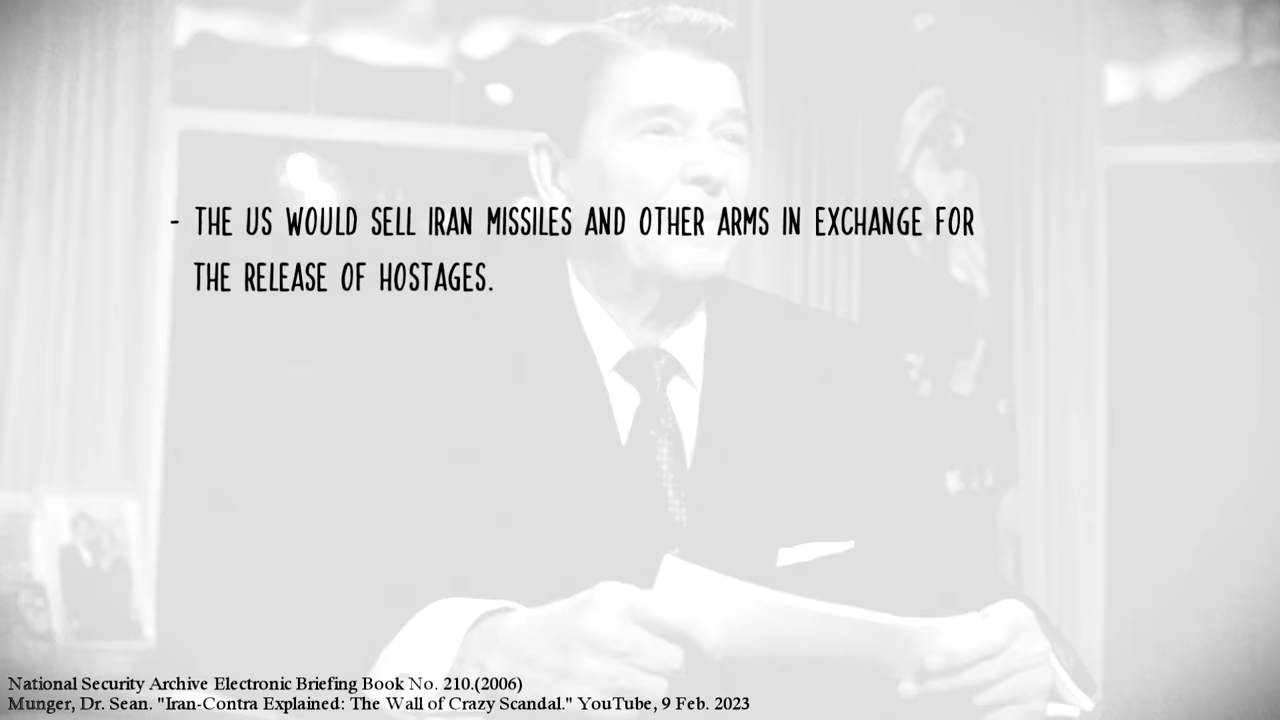 - THE US WOULD SELL IRAN MISSILES AND OTHER ARMS IN EXCHANGE FOR
THE RELEASE OF HOSTAGES.
National Security Archive Electronic Briefing Book No. 210.(2006)
Munger, Dr. Sean. "Iran-Contra Explained: The Wall of Crazy Scandal." YouTube, 9 Feb. 2023